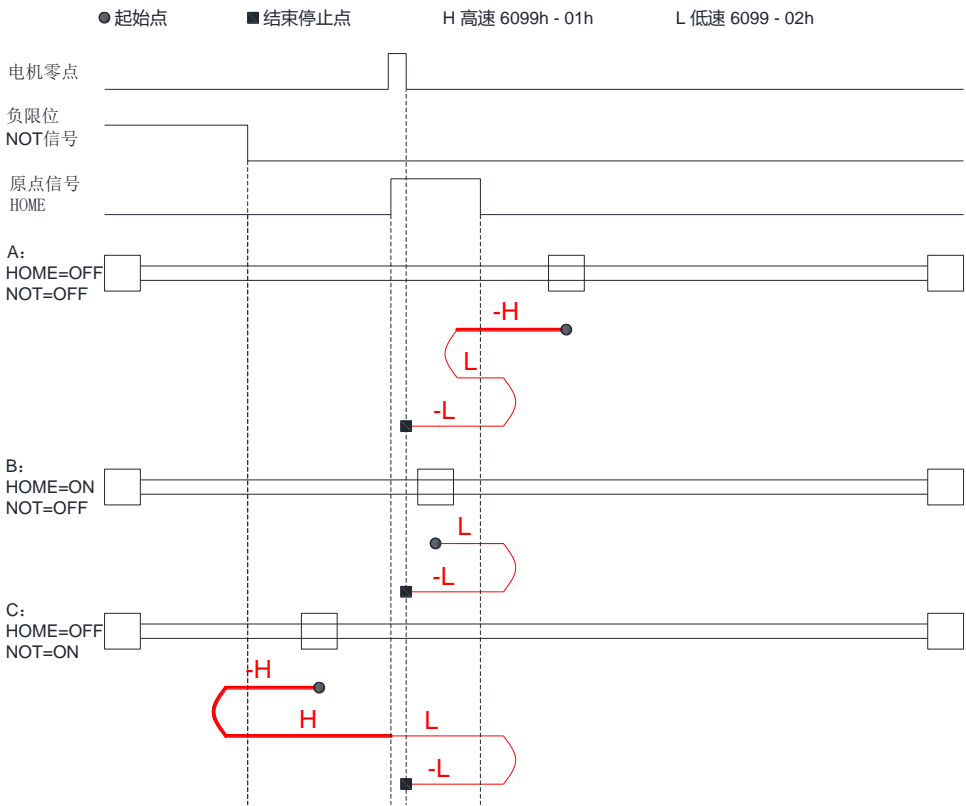 起始点 结束停止点 H 高速 6099h - 01h L 低速 6099 - 02h
电机零点
负限位
NOT信号
原点信号
HOME
A:
HOME=OFF
NOT=OFF
-H
L
-L
B:
HOME=ON
NOT=OFF
L
-L
C:
HOME=OFF
NOT=ON
-H
H L
-L